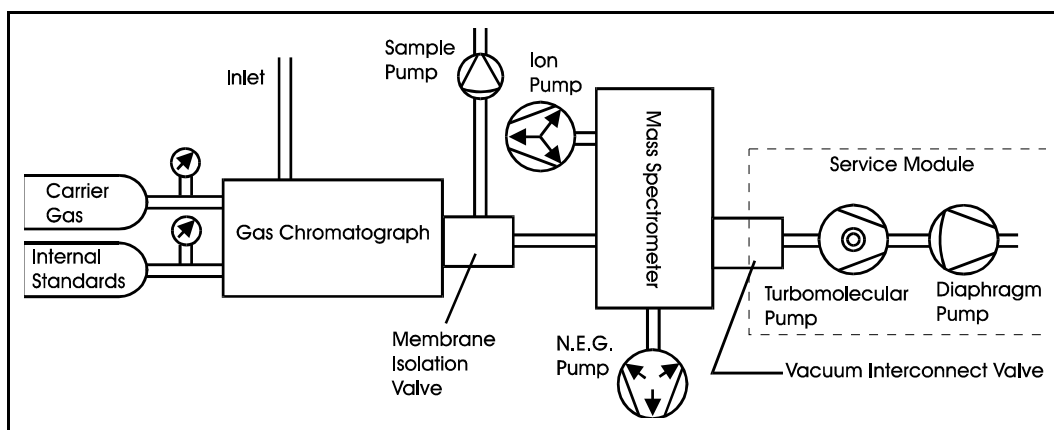 Sample
Pump
Ion
Pump
Inlet
Mass Spectrometer
Service Module
Carrier
Gas
Gas Chromatograph
Internal
Standards
Turbomolecular
Pump
Diaphragm
Pump
Membrane
Isolation
Valve
N.E.G.
Pump
Vacuum Interconnect Valve